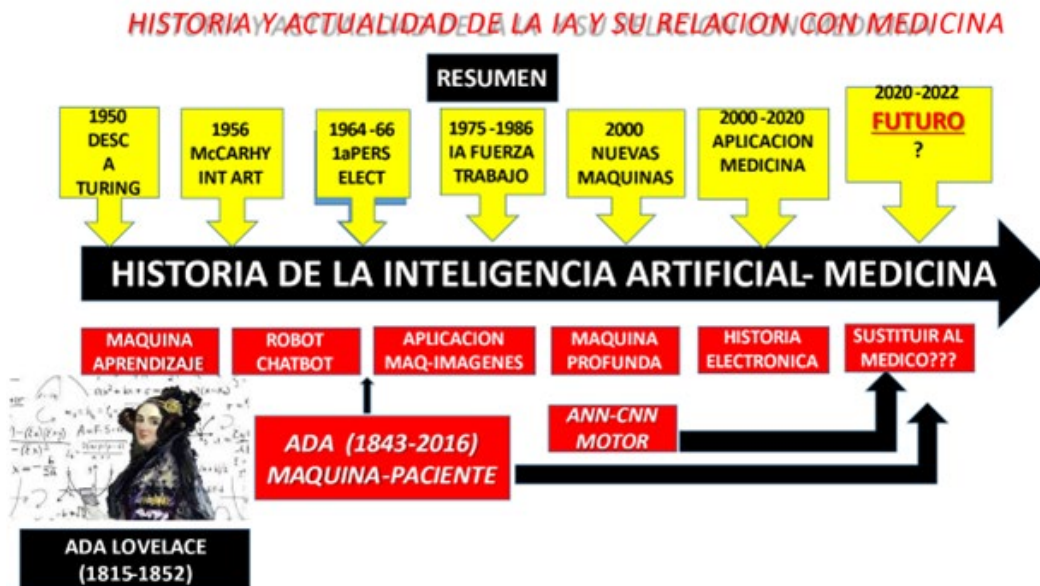 HISTORIA Y ACTUALIDAD DE LA IA Y SU RELACION CON MEDICINA
RESUMEN
1950
DESC
A
TURING
1956
McCARHY
INT ART
1964-66
1aPERS
ELECT
1975-1986
IA FUERZA
TRABAJO
2000
NUEVAS
MAQUINAS
2000-2020
APLICACION
MEDICINA
2020-2022
FUTURO
?
HISTORIA DE LA INTELIGENCIA ARTIFICIAL- MEDICINA
MAQUINA
APRENDIZAJE
ROBOT
CHATBOT
APLICACION
MAQ-IMAGENES
MAQUINA
PROFUNDA
HISTORIA
ELECTRONICA
SUSTITUIR AL
MEDICO???
ADA (1843-2016)
MAQUINA-PACIENTE
ANN-CNN
MOTOR
ADA LOVELACE
(1815-1852)